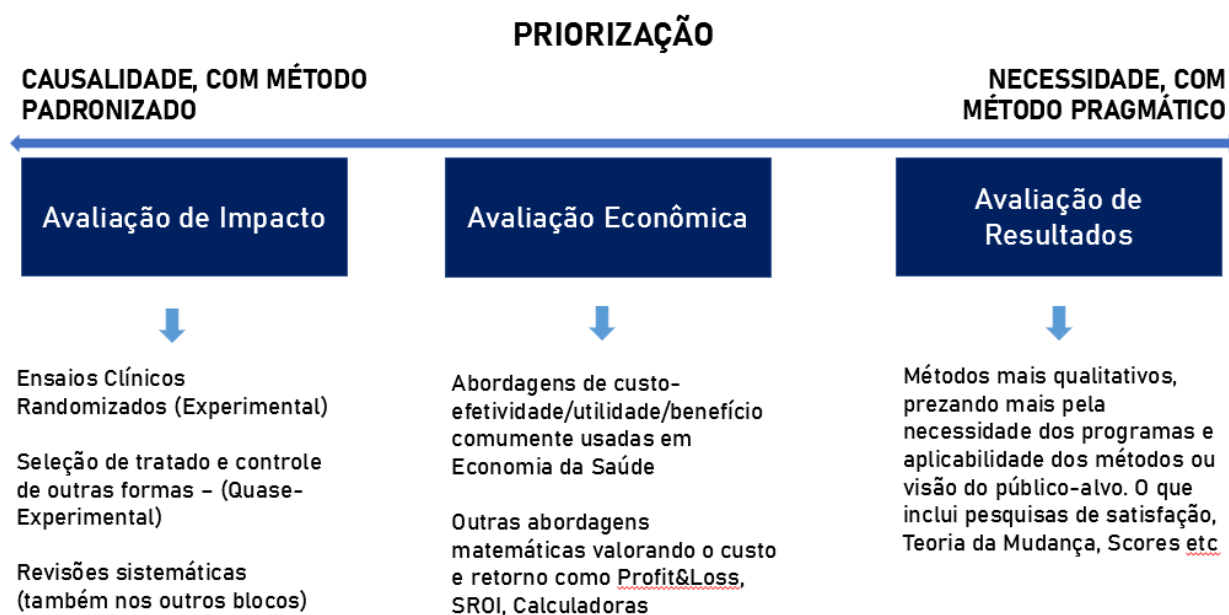 PRIORIZAÇÃO
CAUSALIDADE, COM MÉTODO
PADRONIZADO
NECESSIDADE, COM
MÉTODO PRAGMÁTICO
Avaliação de Impacto
Avaliação Econômica
Avaliação de
Resultados
Ensaios Clínicos
Randomizados (Experimental)
Seleção de tratado e controle
de outras formas – (Quase-
Experimental)
Revisões sistemáticas
(também nos outros blocos)
Abordagens de custo-
efetividade/utilidade/benefício
comumente usadas em
Economia da Saúde
Outras abordagens
matemáticas valorando o custo
e retorno como Profit&Loss,
SROI, Calculadoras
Métodos mais qualitativos,
prezando mais pela
necessidade dos programas e
aplicabilidade dos métodos ou
visão do público-alvo. O que
inclui pesquisas de satisfação,
Teoria da Mudança, Scores etc